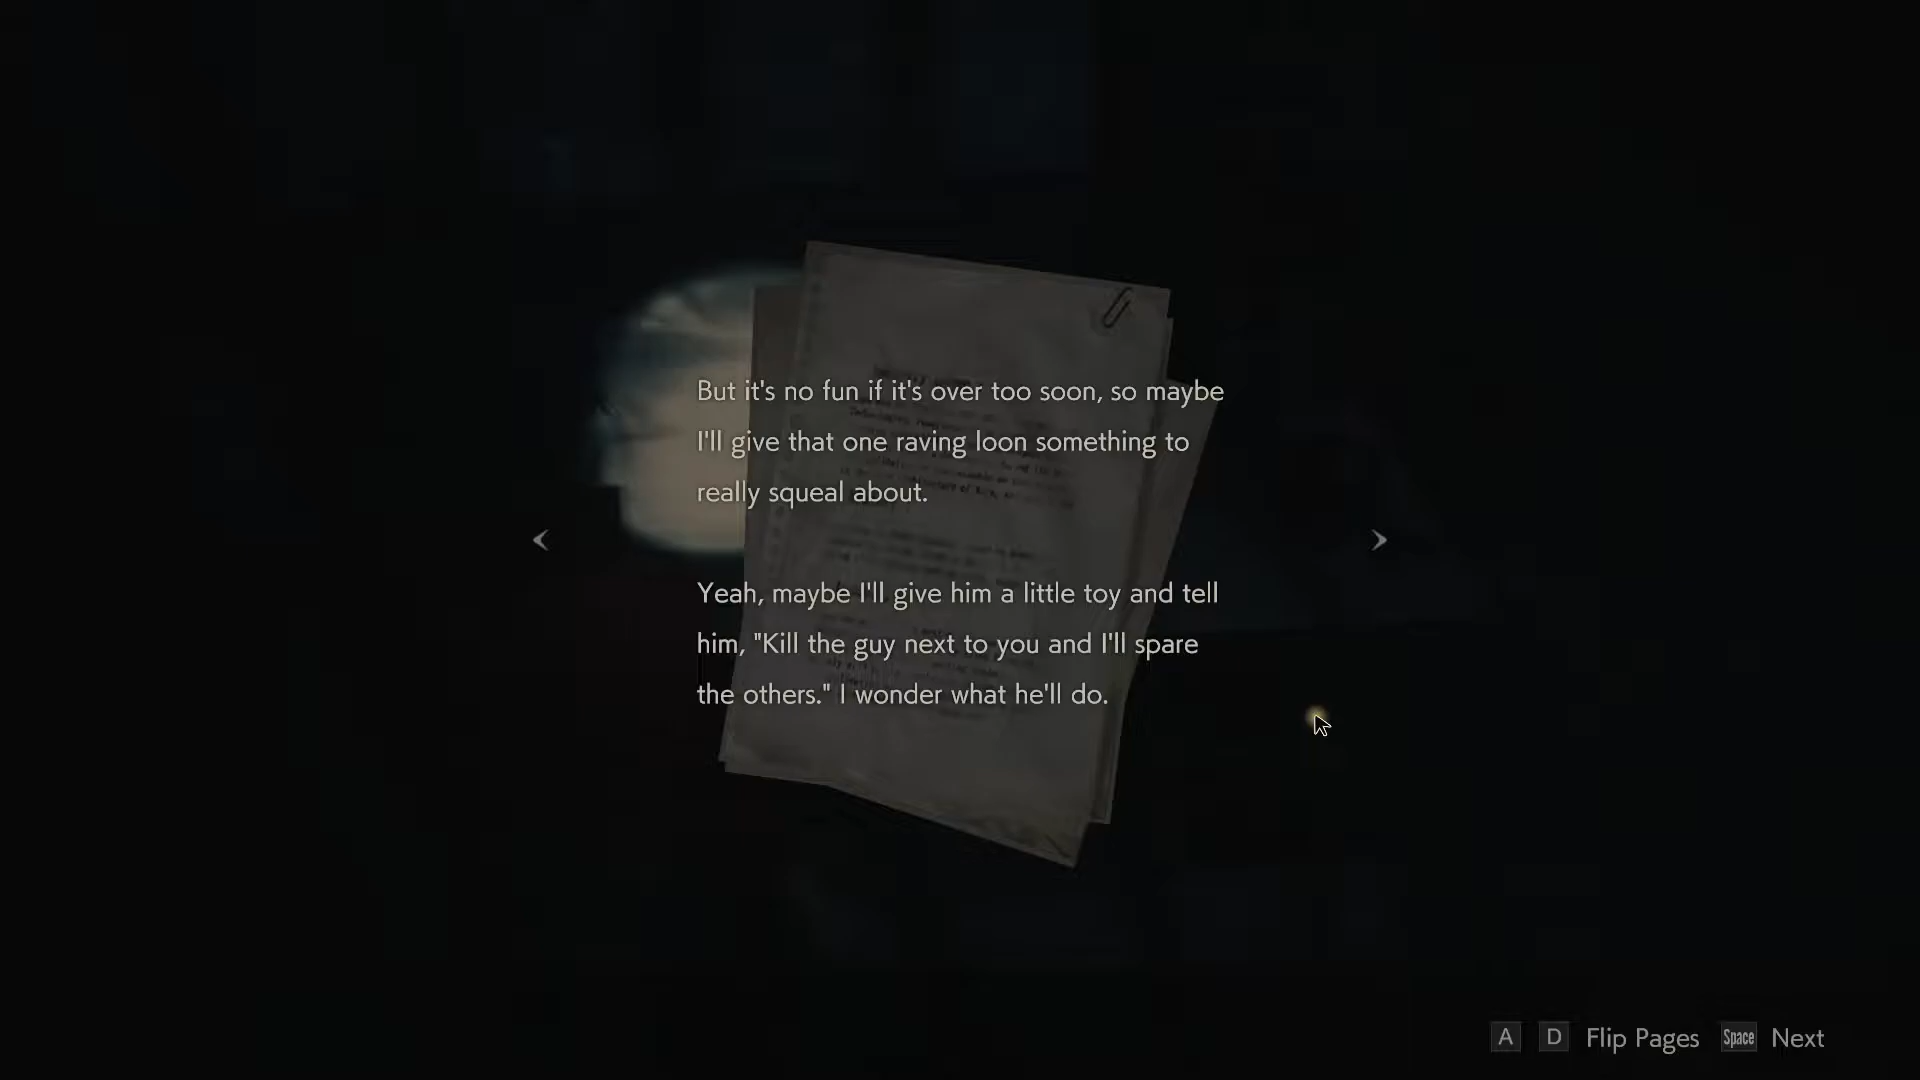 But it's no fun if it's over too soon, so maybe
I'll give that one raving loon something to
really squeal about.
Yeah, maybe I'll give him a little toy and tell
him, "Kill the guy next to you and I'll spare
the others." I wonder what he'll do.
A D Flip Pages Space Next